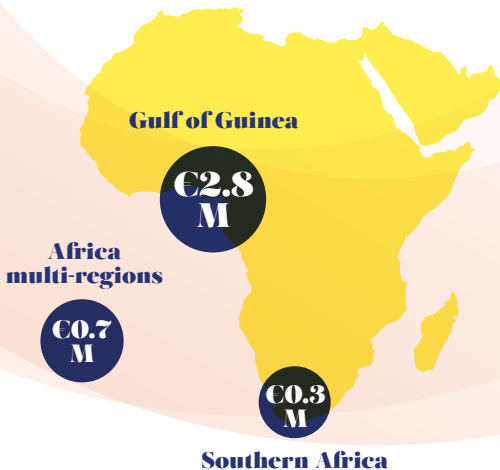 Gulf of Guinea
€2.8
M
Africa
multi-regions
€0.7
M
€0.3
M
Southern Africa